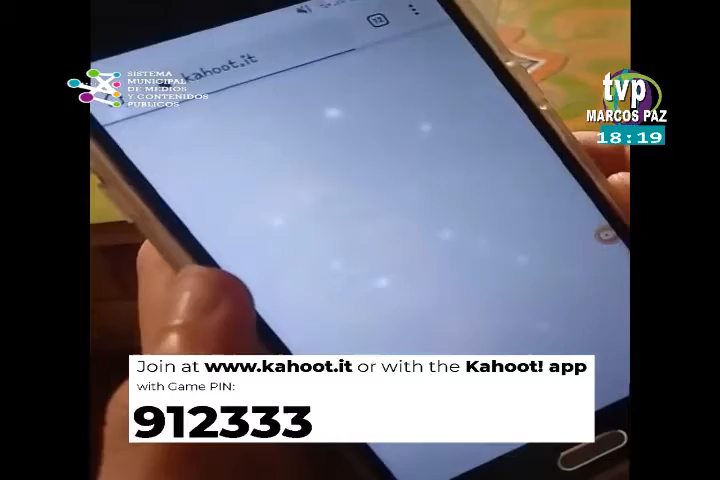 12
kahoot.it
SISTEMA
MUNICIPAL
DE MEDIOS
Y CONTENIDOS
PÚBLICOS
tvp
MARCOS PAZ
18:19
Join at www.kahoot.it or with the Kahoot! app
with Game PIN:
912333